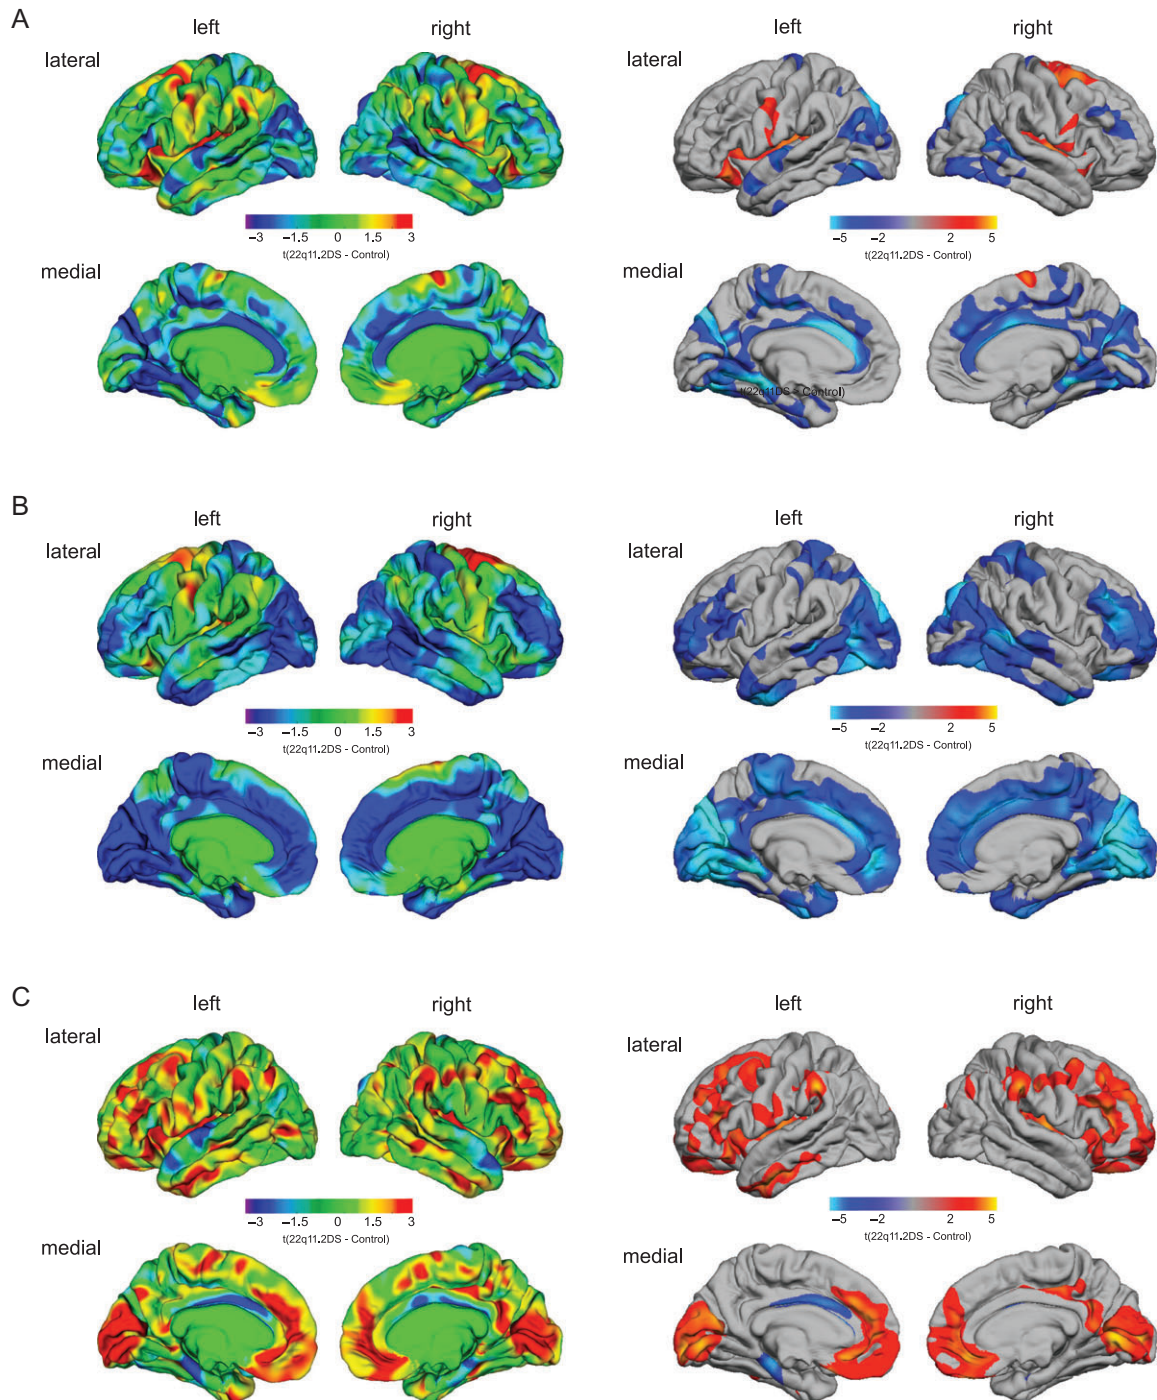 A
left right left right
lateral lateral
−3 −1.5 0 1.5 3 −5 −2 2 5
t(22q11.2DS - Control) t(22q11.2DS - Control)
medial medial
t(22q11DS - Control)
B
left right left right
lateral lateral
−3 −1.5 0 1.5 3 −5 −2 2 5
t(22q11.2DS - Control) t(22q11.2DS - Control)
medial medial
C
left right left right
lateral lateral
−3 −1.5 0 1.5 3 −5 −2 2 5
t(22q11.2DS - Control) t(22q11.2DS - Control)
medial medial